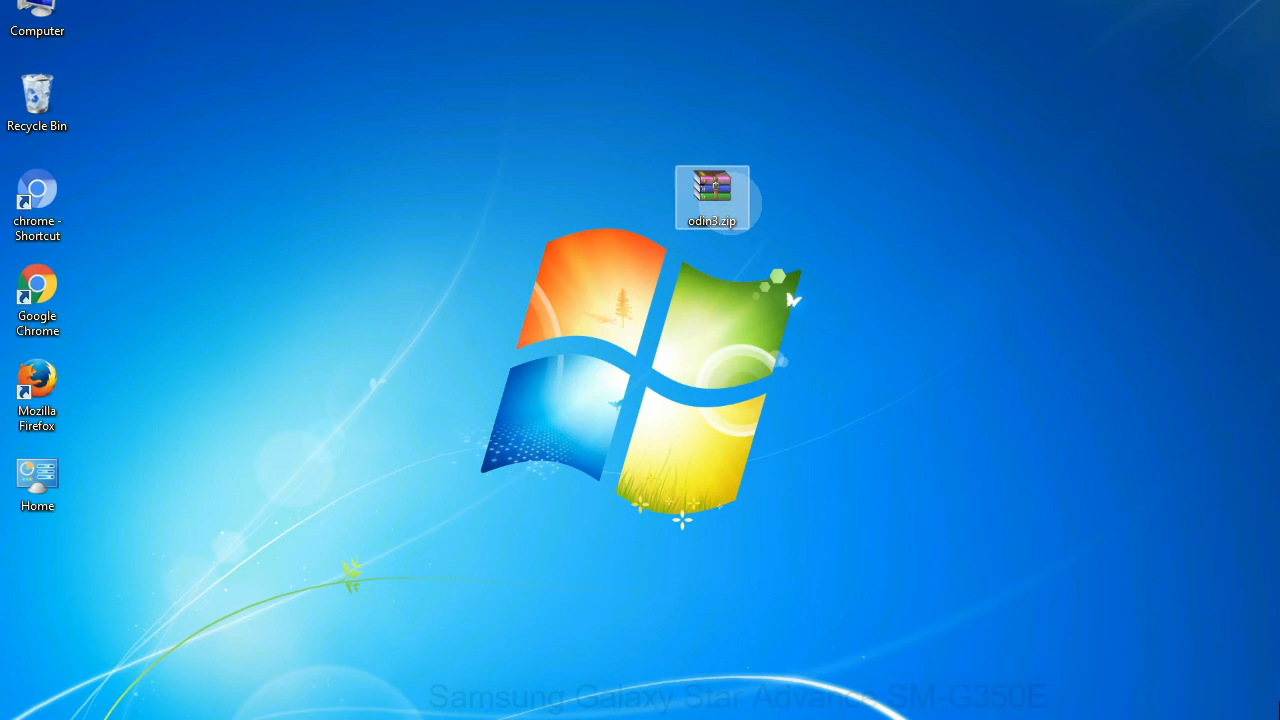 Computer
Recycle Bin
chrome -
Shortcut
Google
Chrome
Mozilla
Firefox
Home
odin3.zip
Samsung Galaxy Star Advance SM-G350E